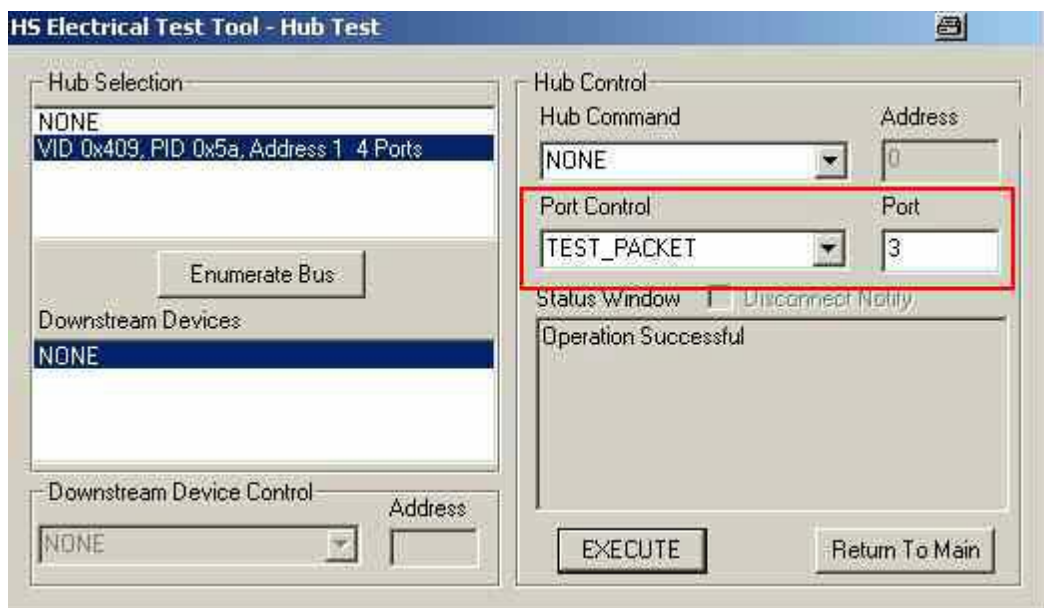 HS Electrical Test Tool - Hub Test
Hub Selection
NONE
VID 0x409, PID 0x5a, Address 1 4 Ports
Enumerate Bus
Downstream Devices
NONE
Downstream Device Control
Address
NONE
Hub Control
Hub Command
Address
NONE
0
Port Control
Port
TEST_PACKET
3
Status Window
Disconnect Notify
Operation Successful
EXECUTE
Return To Main